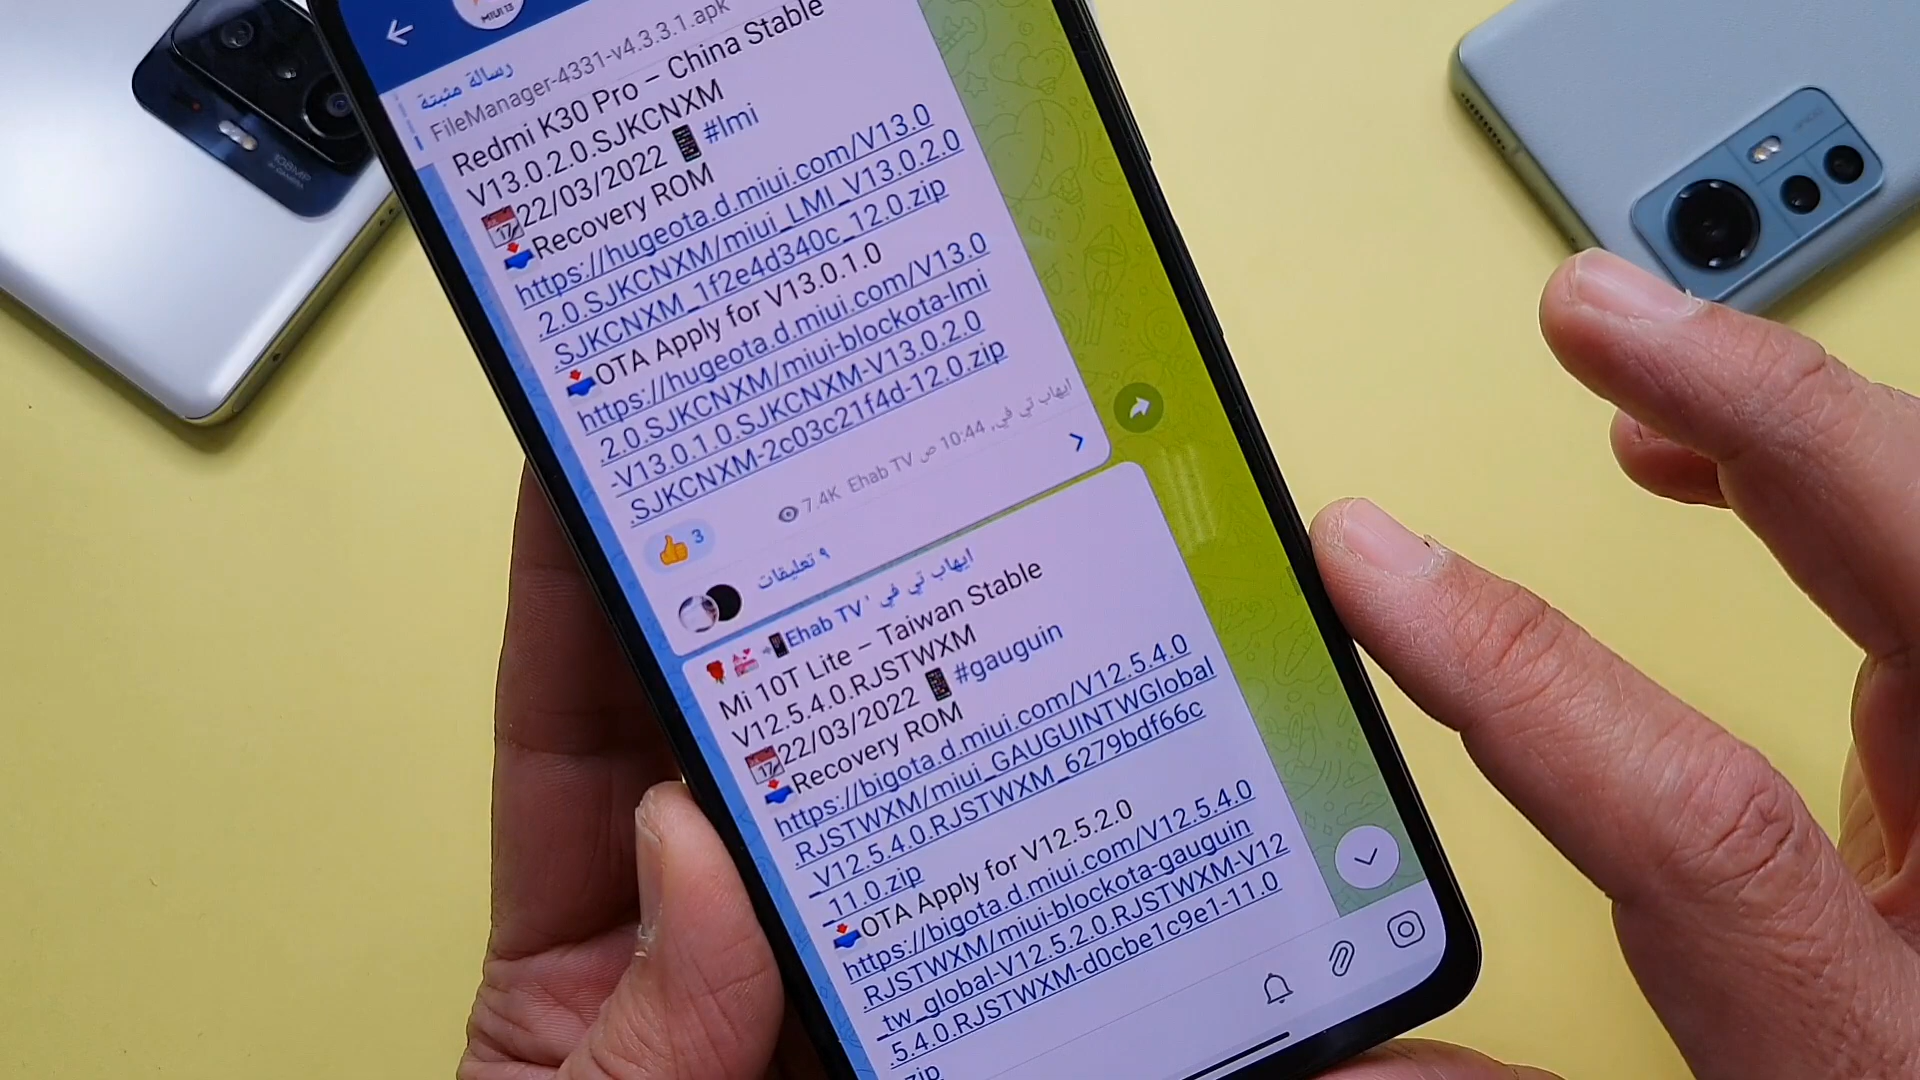 MIUI 13
رسالة مثبتة
FileManager-4331-v4.3.3.1.apk
Redmi K30 Pro – China Stable
V13.0.2.0.SJKCNXM
22/03/2022 #lmi
Recovery ROM
https://hugeota.d.miui.com/V13.0
.2.0.SJKCNXM/miui_LMI_V13.0.2.0
.SJKCNXM_1f2e4d340c_12.0.zip
OTA Apply for V13.0.1.0
https://hugeota.d.miui.com/V13.0
.2.0.SJKCNXM/miui-blockota-lmi
-V13.0.1.0.SJKCNXM-V13.0.2.0
.SJKCNXM-2c03c21f4d-12.0.zip
7.4K Ehab TV ايهاب تي في, 10:44 ص
3
٩ تعليقات
Ehab TV ' ايهاب تي في
Mi 10T Lite – Taiwan Stable
V12.5.4.0.RJSTWXM
22/03/2022 #gauguin
Recovery ROM
https://bigota.d.miui.com/V12.5.4.0
.RJSTWXM/miui_GAUGUINTWGlobal
_V12.5.4.0.RJSTWXM_6279bdf66c
_11.0.zip
OTA Apply for V12.5.2.0
https://bigota.d.miui.com/V12.5.4.0
.RJSTWXM/miui-blockota-gauguin
_tw_global-V12.5.2.0.RJSTWXM-V12
.5.4.0.RJSTWXM-d0cbe1c9e1-11.0
.zip
108MP